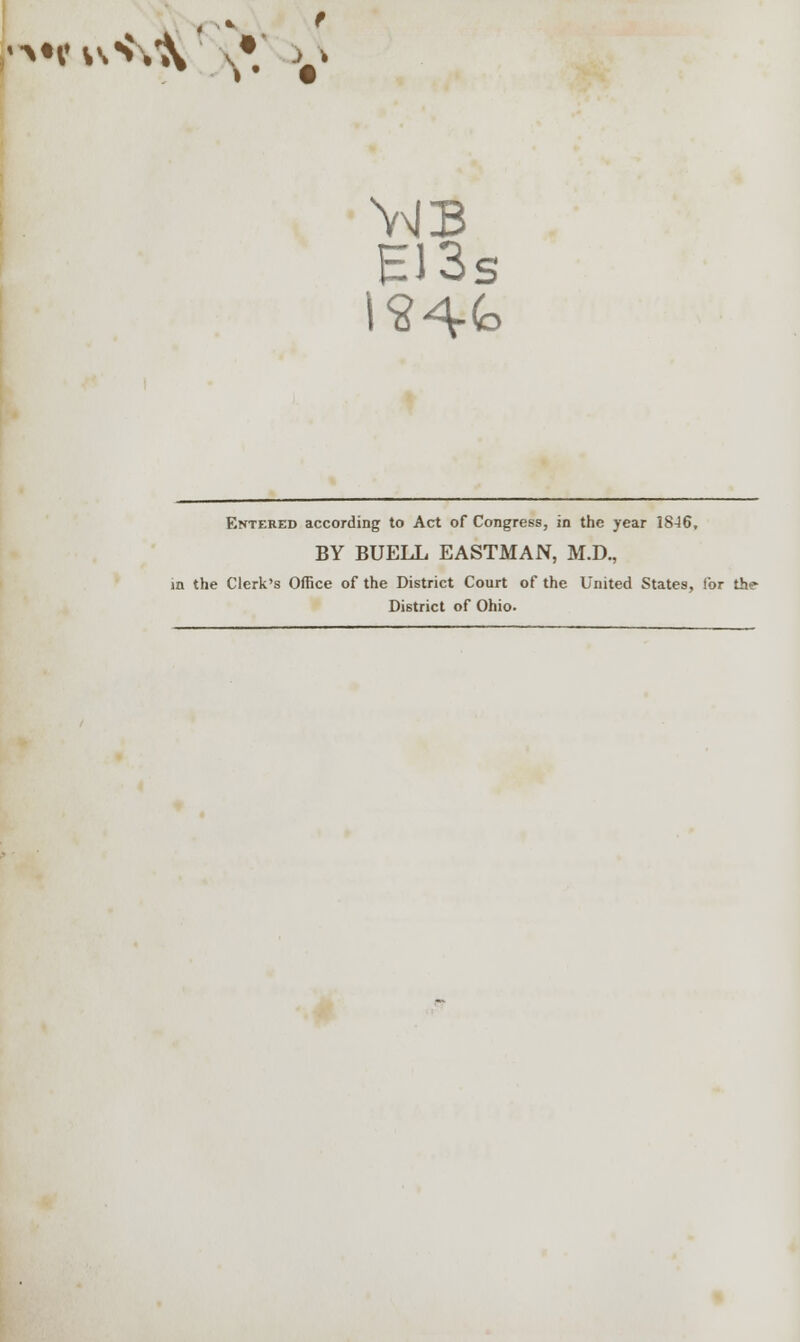 WB
E13s
1846
Entered according to Act of Congress, in the year 1846,
BY BUELL EASTMAN, M.D.,
in the Clerk's Office of the District Court of the United States, for the
District of Ohio.